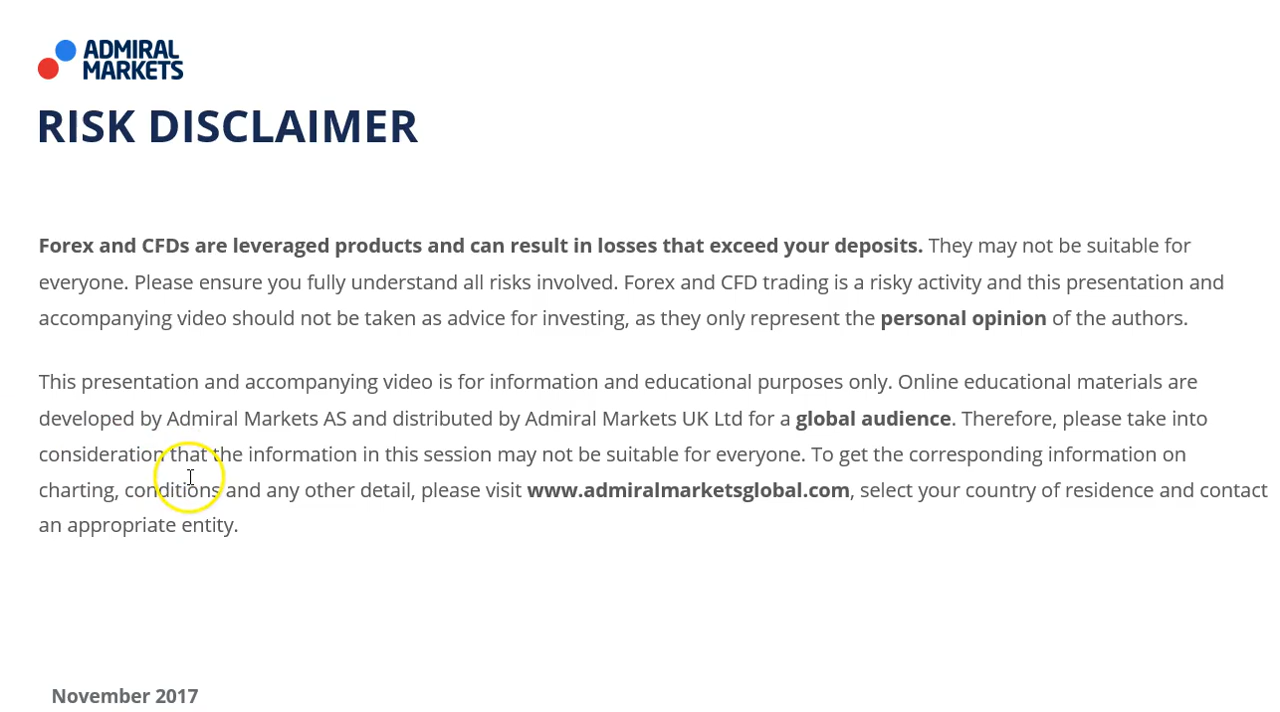 ADMIRAL
MARKETS
RISK DISCLAIMER
Forex and CFDs are leveraged products and can result in losses that exceed your deposits. They may not be suitable for
everyone. Please ensure you fully understand all risks involved. Forex and CFD trading is a risky activity and this presentation and
accompanying video should not be taken as advice for investing, as they only represent the personal opinion of the authors.
This presentation and accompanying video is for information and educational purposes only. Online educational materials are
developed by Admiral Markets AS and distributed by Admiral Markets UK Ltd for a global audience. Therefore, please take into
consideration that the information in this session may not be suitable for everyone. To get the corresponding information on
charting, conditions and any other detail, please visit www.admiralmarketsglobal.com, select your country of residence and contact
an appropriate entity.
November 2017